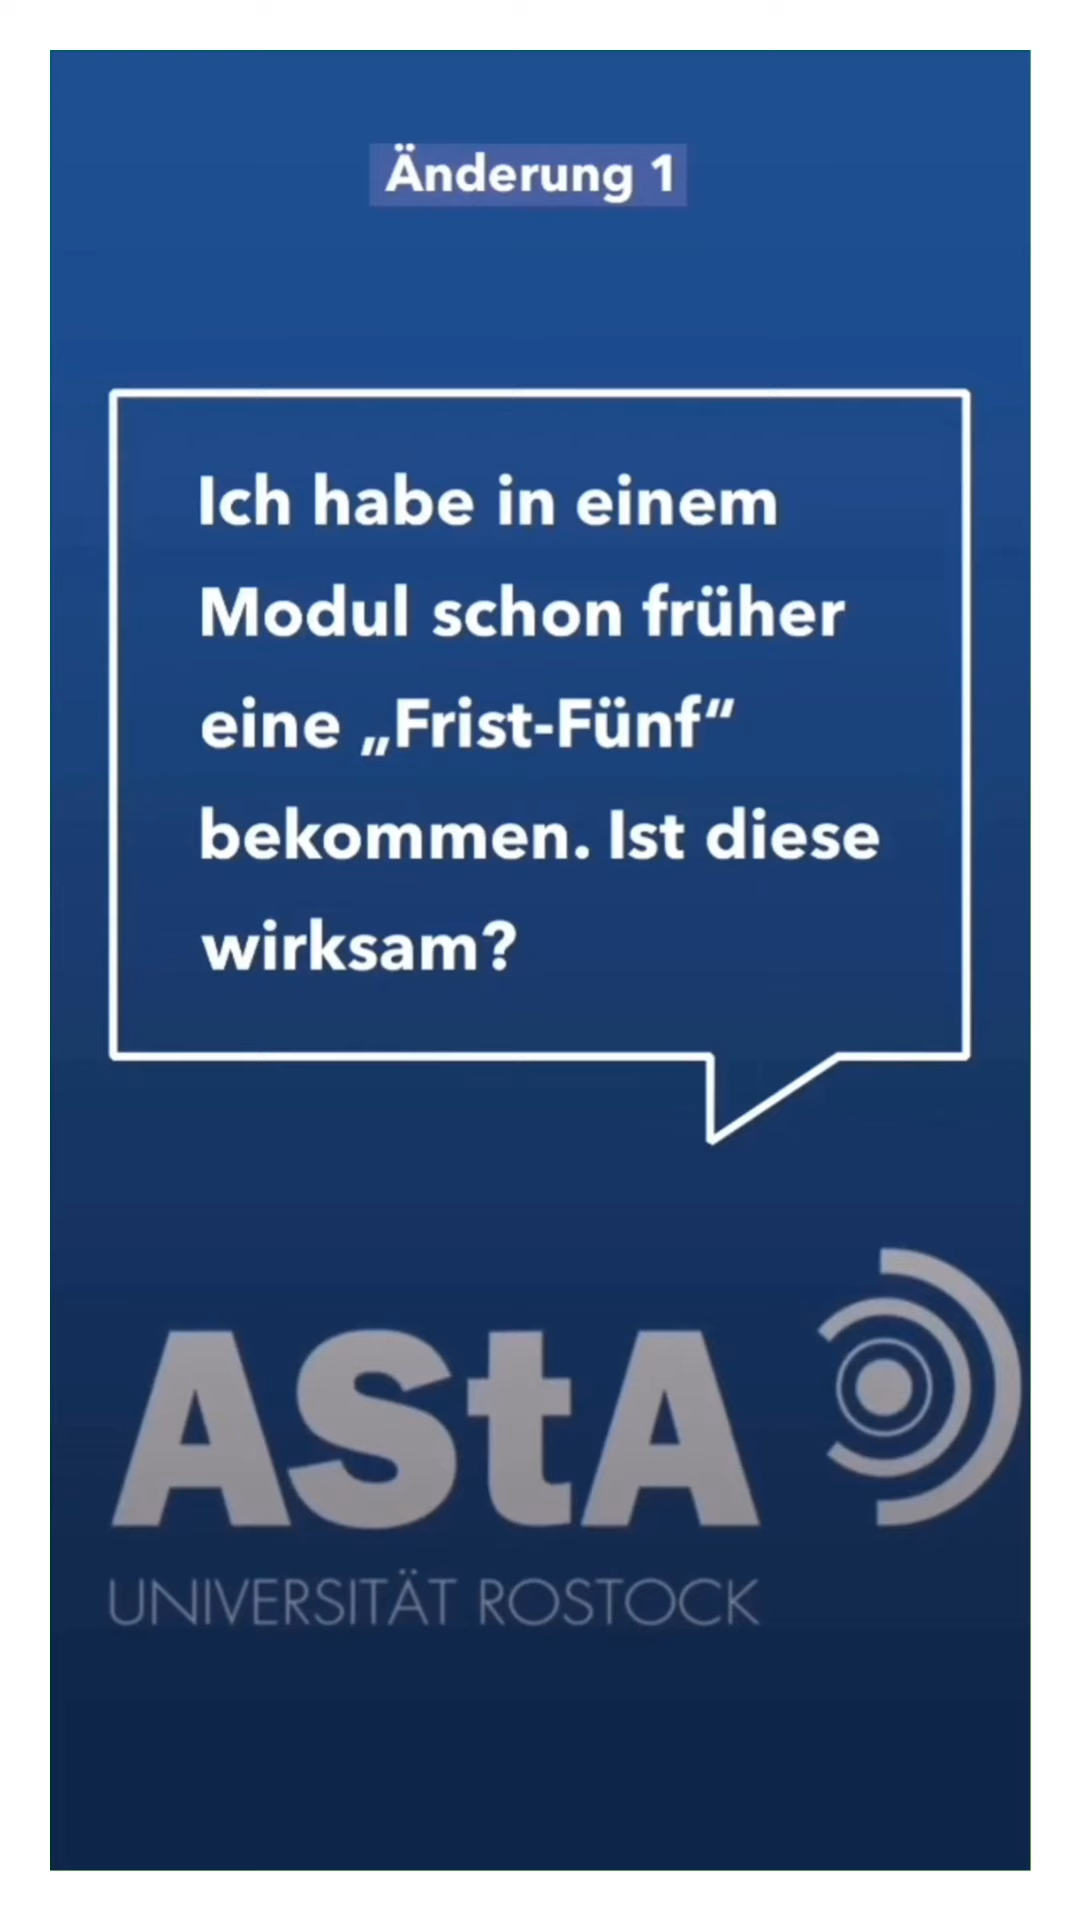 Änderung 1
Ich habe in einem
Modul schon früher
eine „Frist-Fünf“
bekommen. Ist diese
wirksam?
AStA
UNIVERSITÄT ROSTOCK